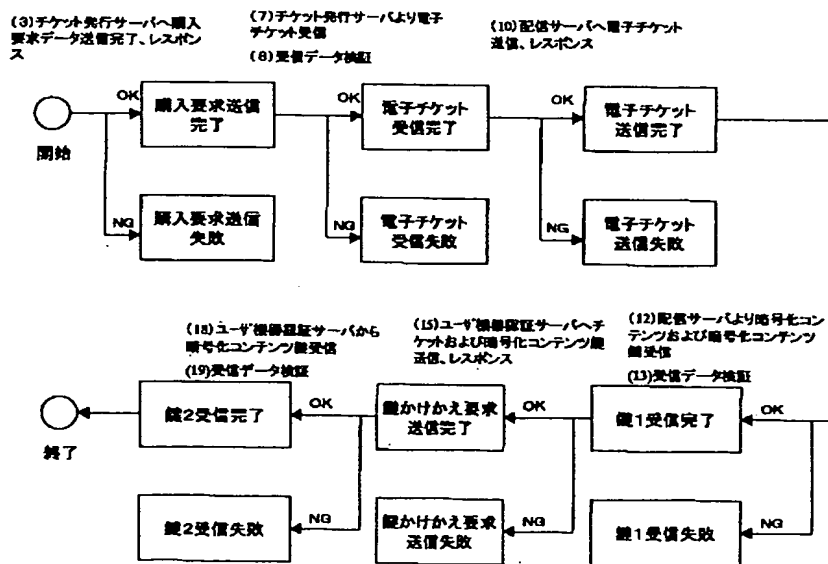 (3)チケット発行サーバへ購入
要求データ送信完了、レスポン
ス
(7)チケット発行サーバより電子
チケット受信
(8)受信データ検証
(10)配信サーバへ電子チケット
送信、レスポンス
開始
OK
購入要求送信
完了
NG
購入要求送信
失敗
OK
電子チケット
受信完了
NG
電子チケット
受信失敗
OK
電子チケット
送信完了
NG
電子チケット
送信失敗
(18)ユーザ機器認証サーバから
暗号化コンテンツ鍵受信
(19)受信データ検証
(15)ユーザ機器認証サーバへチ
ケットおよび暗号化コンテンツ鍵
送信、レスポンス
(12)配信サーバより暗号化コン
テンツおよび暗号化コンテンツ
鍵受信
(13)受信データ検証
終了
鍵2受信完了
OK
鍵2受信失敗
NG
鍵かけかえ要求
送信完了
OK
鍵かけかえ要求
送信失敗
NG
鍵1受信完了
OK
鍵1受信失敗
NG